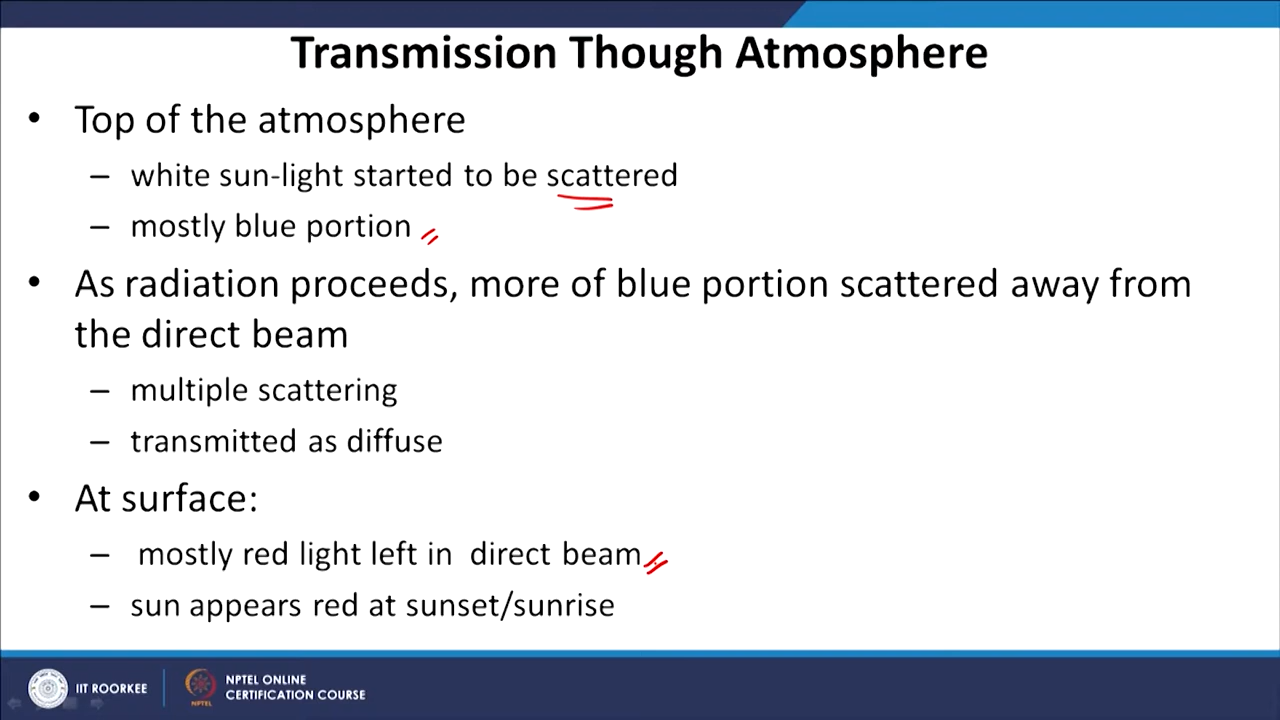 Transmission Though Atmosphere
• Top of the atmosphere
– white sun-light started to be scattered
– mostly blue portion
• As radiation proceeds, more of blue portion scattered away from
the direct beam
– multiple scattering
– transmitted as diffuse
• At surface:
– mostly red light left in direct beam
– sun appears red at sunset/sunrise
IIT ROORKEE
NPTEL
NPTEL ONLINE
CERTIFICATION COURSE